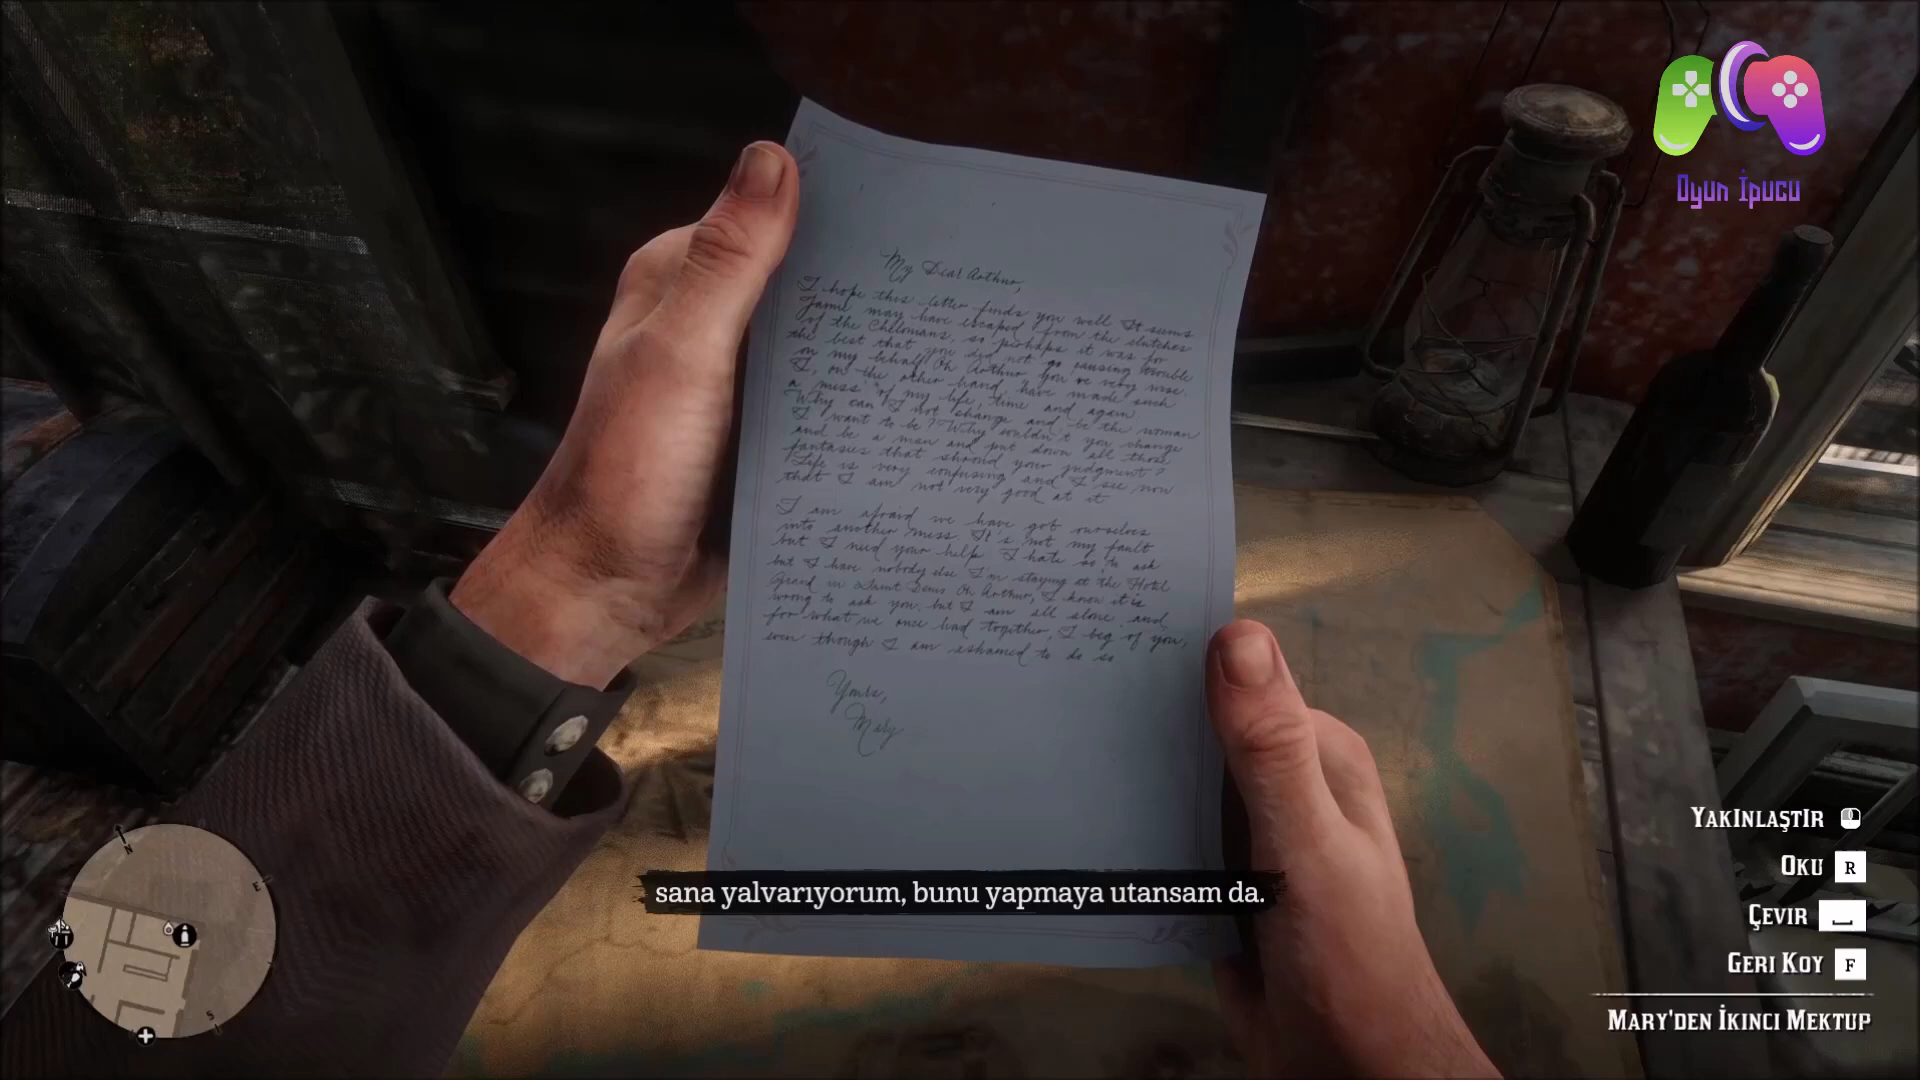 Oyun İpucu
My Dear Arthur,
I hope this letter finds you well It seems
Jamie may have escaped from the clutches
of the Chelonians, so perhaps it was for
the best that you did not go causing trouble
on my behalf Oh Arthur you're very wise.
I, on the other hand, have made such
a mess of my life, time and again
Why can I not change and be the woman
I want to be? Why couldn't you change
and be a man and put down all those
fantasies that shroud your judgment?
Life is very confusing and I see now
that I am not very good at it
I am afraid we have got ourselves
into another mess. It's not my fault
but I need your help. I hate so to ask
but I have nobody else I'm staying at the Hotel
Grand in Saint Denis Oh Arthur, I know it is
wrong to ask you, but I am all alone and
for what we once had together, I beg of you,
even though I am ashamed to do so
Yours,
Mary
sana yalvarıyorum, bunu yapmaya utansam da.
YAKINLAŞTIR
OKU R
ÇEVİR
GERİ KOY F
MARY'DEN İKİNCİ MEKTUP
N
E
S